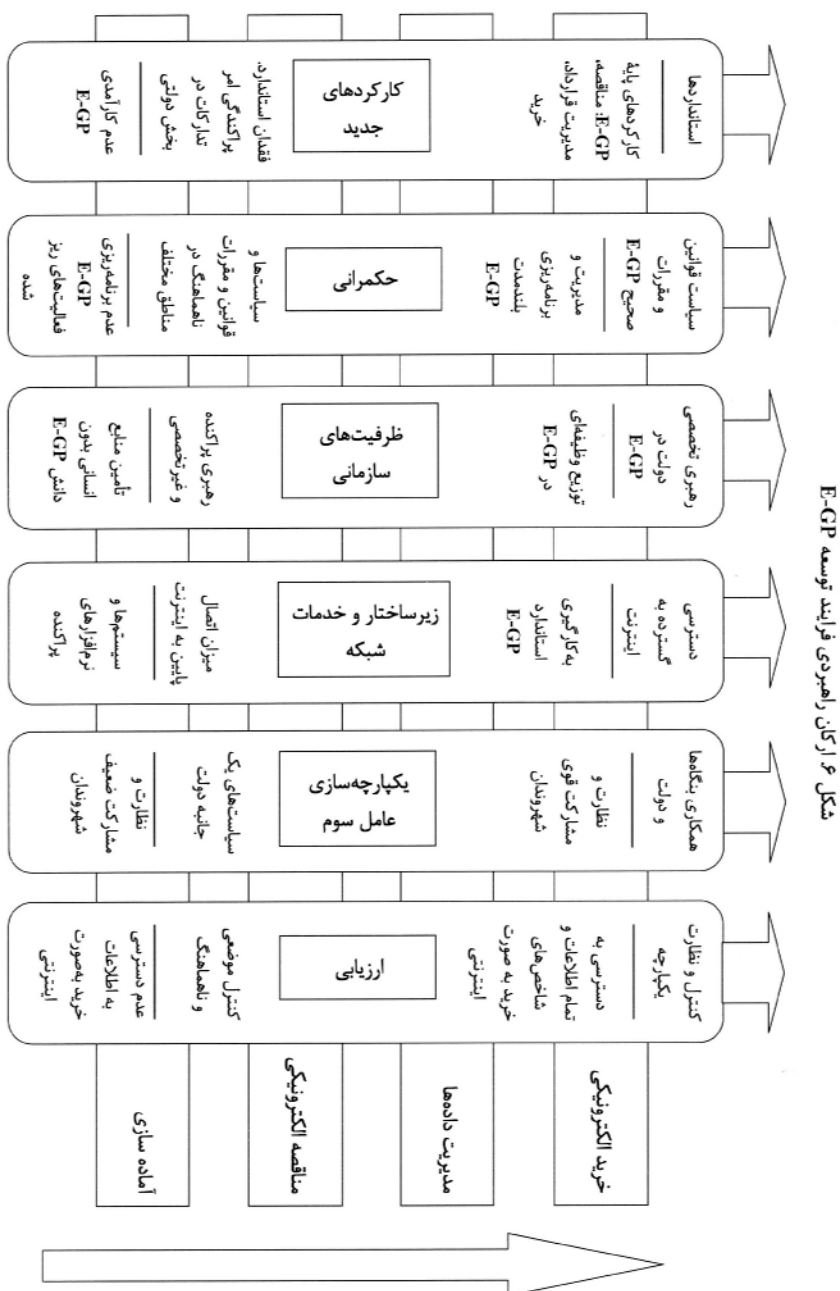 شکل ۶. ارکان راهبردی فرایند توسعه E-GP
استانداردها
کارکردهای پایهٔ
E-GP: مناقصه،
مدیریت قرارداد،
خرید
کارکردهای
جدید
فقدان استاندارد،
پراکندگی امر
تدارکات در
بخش دولتی
عدم کارآمدی
E-GP
سیاست قوانین
و مقررات
صحیح E-GP
مدیریت و
برنامه‌ریزی
بلندمدت
E-GP
حکمرانی
سیاست‌ها و
قوانین و مقررات
ناهماهنگ در
مناطق مختلف
عدم برنامه‌ریزی
E-GP
فعالیت‌های ریز
شده
رهبری تخصصی
دولت در
E-GP
توزیع وظیفه‌ای
در E-GP
ظرفیت‌های
سازمانی
رهبری پراکنده
و غیرتخصصی
تأمین منابع
انسانی بدون
دانش E-GP
دسترسی
گسترده به
اینترنت
به‌کارگیری
استاندارد
E-GP
زیرساختار و خدمات
شبکه
میزان اتصال
پایین به اینترنت
سیستم‌ها و
نرم‌افزارهای
پراکنده
همکاری بنگاه‌ها
و دولت
نظارت و
مشارکت قوی
شهروندان
یکپارچه‌سازی
عامل سوم
سیاست‌های یک
جانبه دولت
نظارت و
مشارکت ضعیف
شهروندان
کنترل و نظارت
یکپارچه
دسترسی به
تمام اطلاعات و
شاخص‌های
خرید به صورت
اینترنتی
ارزیابی
کنترل موضعی
و ناهماهنگ
عدم دسترسی
به اطلاعات
خرید به‌صورت
اینترنتی
خرید الکترونیکی
مدیریت داده‌ها
مناقصه الکترونیکی
آماده سازی